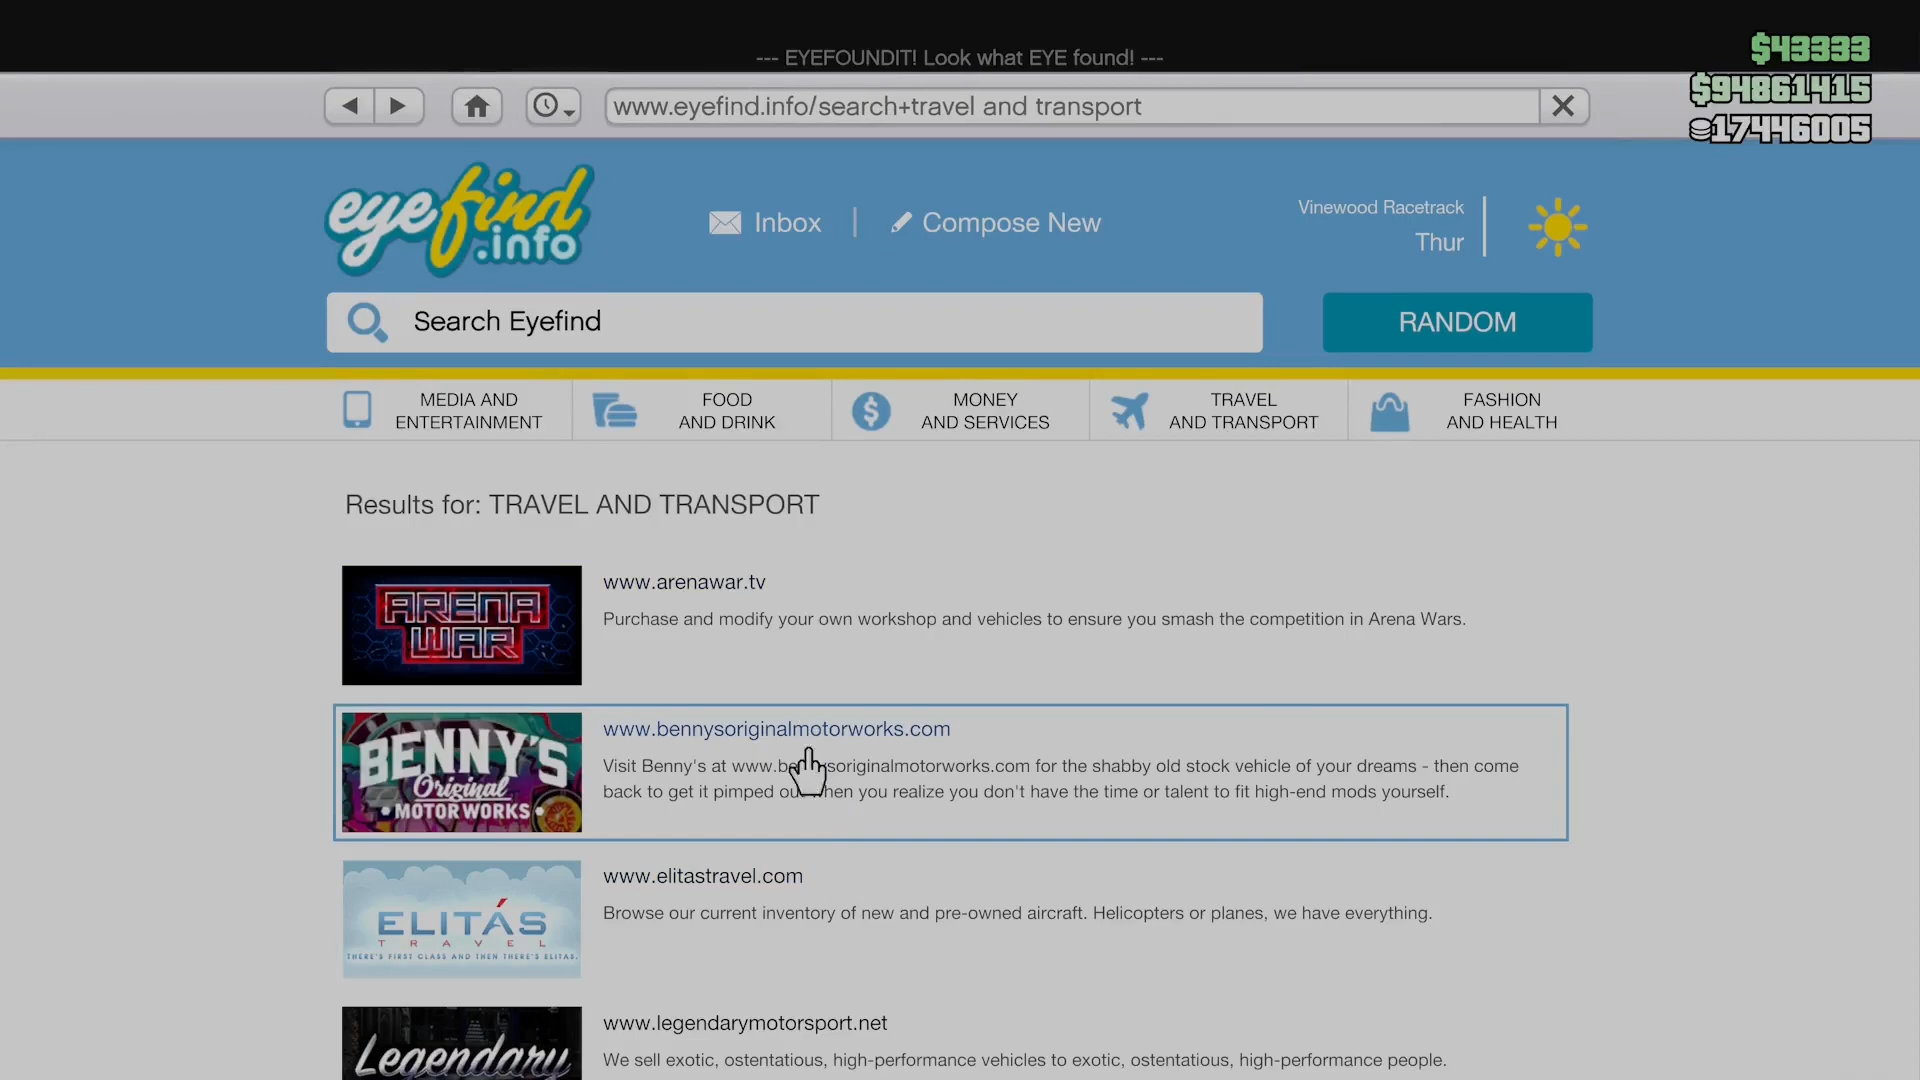 --- EYEFOUNDIT! Look what EYE found! ---
$43333
$94861415
17446005
www.eyefind.info/search+travel and transport
eyefind
.info
Inbox
Compose New
Vinewood Racetrack
Thur
Search Eyefind
RANDOM
MEDIA AND
ENTERTAINMENT
FOOD
AND DRINK
MONEY
AND SERVICES
TRAVEL
AND TRANSPORT
FASHION
AND HEALTH
Results for: TRAVEL AND TRANSPORT
ARENA
WAR
www.arenawar.tv
Purchase and modify your own workshop and vehicles to ensure you smash the competition in Arena Wars.
BENNY'S
Original
MOTOR WORKS
www.bennysoriginalmotorworks.com
Visit Benny's at www.bennysoriginalmotorworks.com for the shabby old stock vehicle of your dreams - then come
back to get it pimped out when you realize you don't have the time or talent to fit high-end mods yourself.
ELITÁS
TRAVEL
THERE'S FIRST CLASS AND THEN THERE'S ELITAS.
www.elitastravel.com
Browse our current inventory of new and pre-owned aircraft. Helicopters or planes, we have everything.
Legendary
www.legendarymotorsport.net
We sell exotic, ostentatious, high-performance vehicles to exotic, ostentatious, high-performance people.